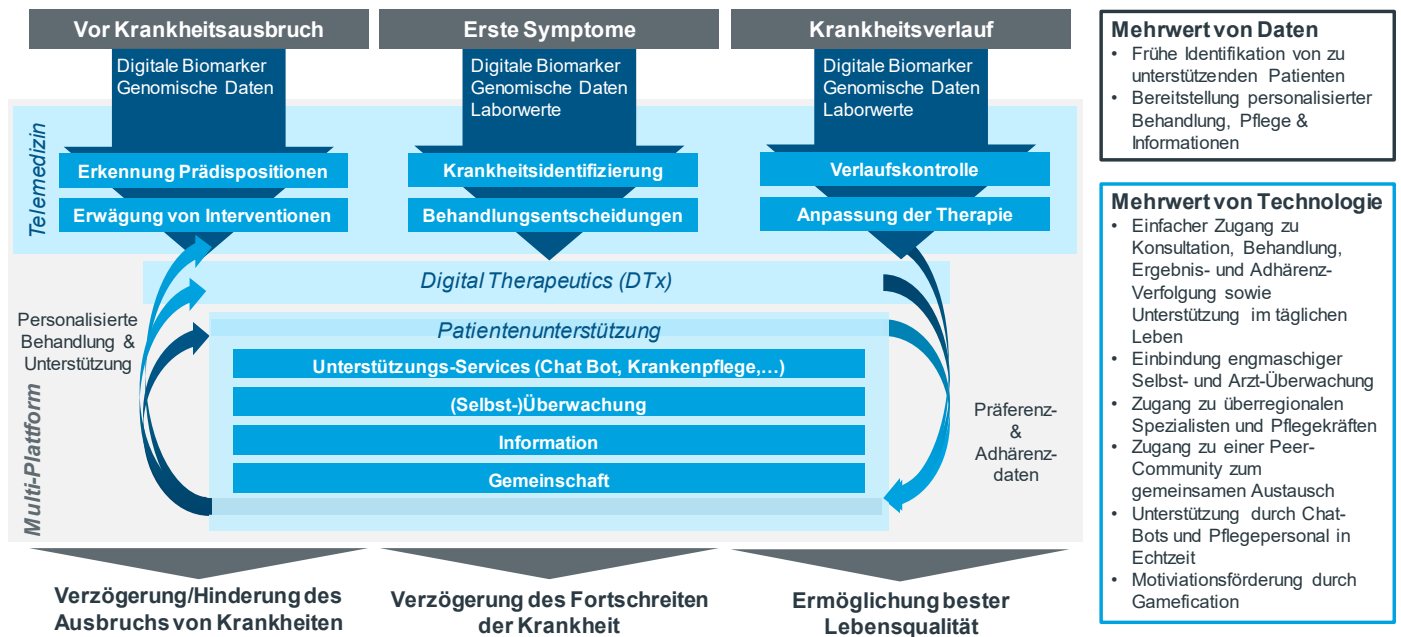 Vor Krankheitsausbruch
Erste Symptome
Krankheitsverlauf
Digitale Biomarker
Genomische Daten
Digitale Biomarker
Genomische Daten
Laborwerte
Digitale Biomarker
Genomische Daten
Laborwerte
Telemedizin
Erkennung Prädispositionen
Krankheitsidentifizierung
Verlaufskontrolle
Erwägung von Interventionen
Behandlungsentscheidungen
Anpassung der Therapie
Digital Therapeutics (DTx)
Personalisierte
Behandlung &
Unterstützung
Multi-Plattform
Patientenunterstützung
Unterstützungs-Services (Chat Bot, Krankenpflege,…)
(Selbst-)Überwachung
Information
Gemeinschaft
Präferenz-
&
Adhärenz-
daten
Verzögerung/Hinderung des
Ausbruchs von Krankheiten
Verzögerung des Fortschreiten
der Krankheit
Ermöglichung bester
Lebensqualität
Mehrwert von Daten
• Frühe Identifikation von zu
unterstützenden Patienten
• Bereitstellung personalisierter
Behandlung, Pflege &
Informationen
Mehrwert von Technologie
• Einfacher Zugang zu
Konsultation, Behandlung,
Ergebnis- und Adhärenz-
Verfolgung sowie
Unterstützung im täglichen
Leben
• Einbindung engmaschiger
Selbst- und Arzt-Überwachung
• Zugang zu überregionalen
Spezialisten und Pflegekräften
• Zugang zu einer Peer-
Community zum
gemeinsamen Austausch
• Unterstützung durch Chat-
Bots und Pflegepersonal in
Echtzeit
• Motiviationsförderung durch
Gamefication